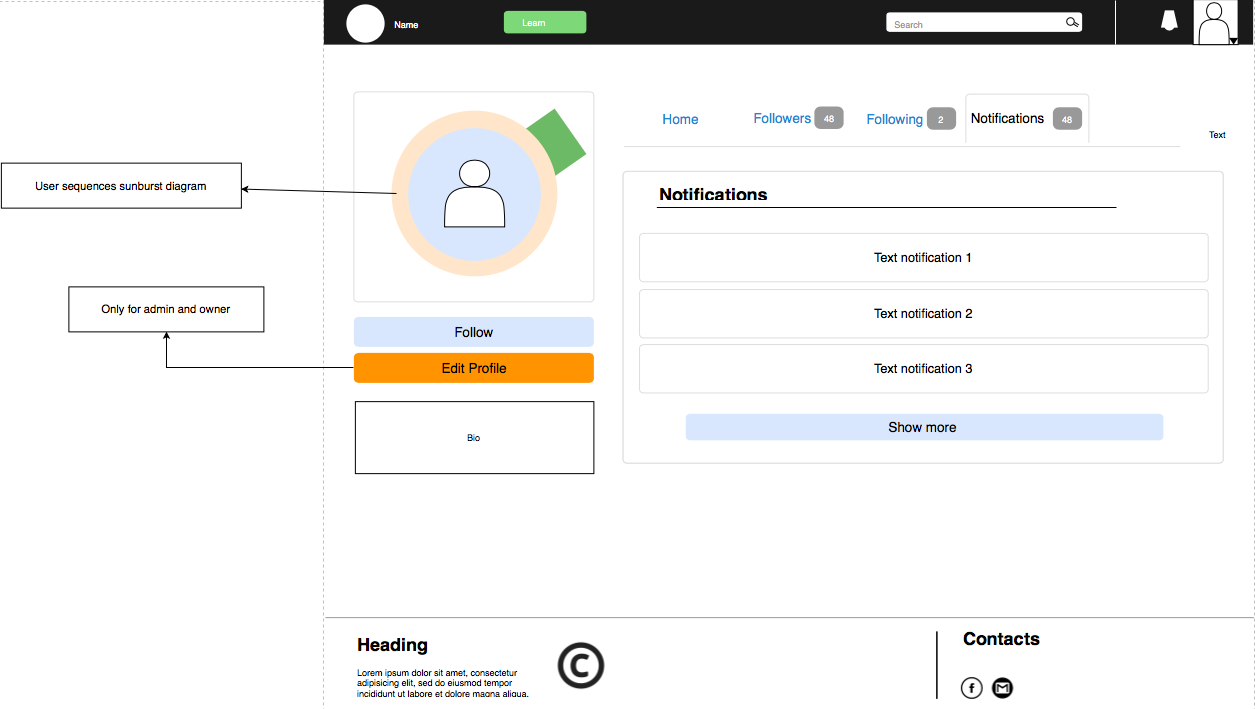 Name
Learn
Search
Home
Followers 48
Following 2
Notifications 48
Text
User sequences sunburst diagram
Notifications
Text notification 1
Only for admin and owner
Text notification 2
Follow
Edit Profile
Text notification 3
Show more
Bio
Heading
Lorem ipsum dolor sit amet, consectetur
adipisicing elit, sed do eiusmod tempor
incididunt ut labore et dolore magna aliqua.
C
Contacts
f
M